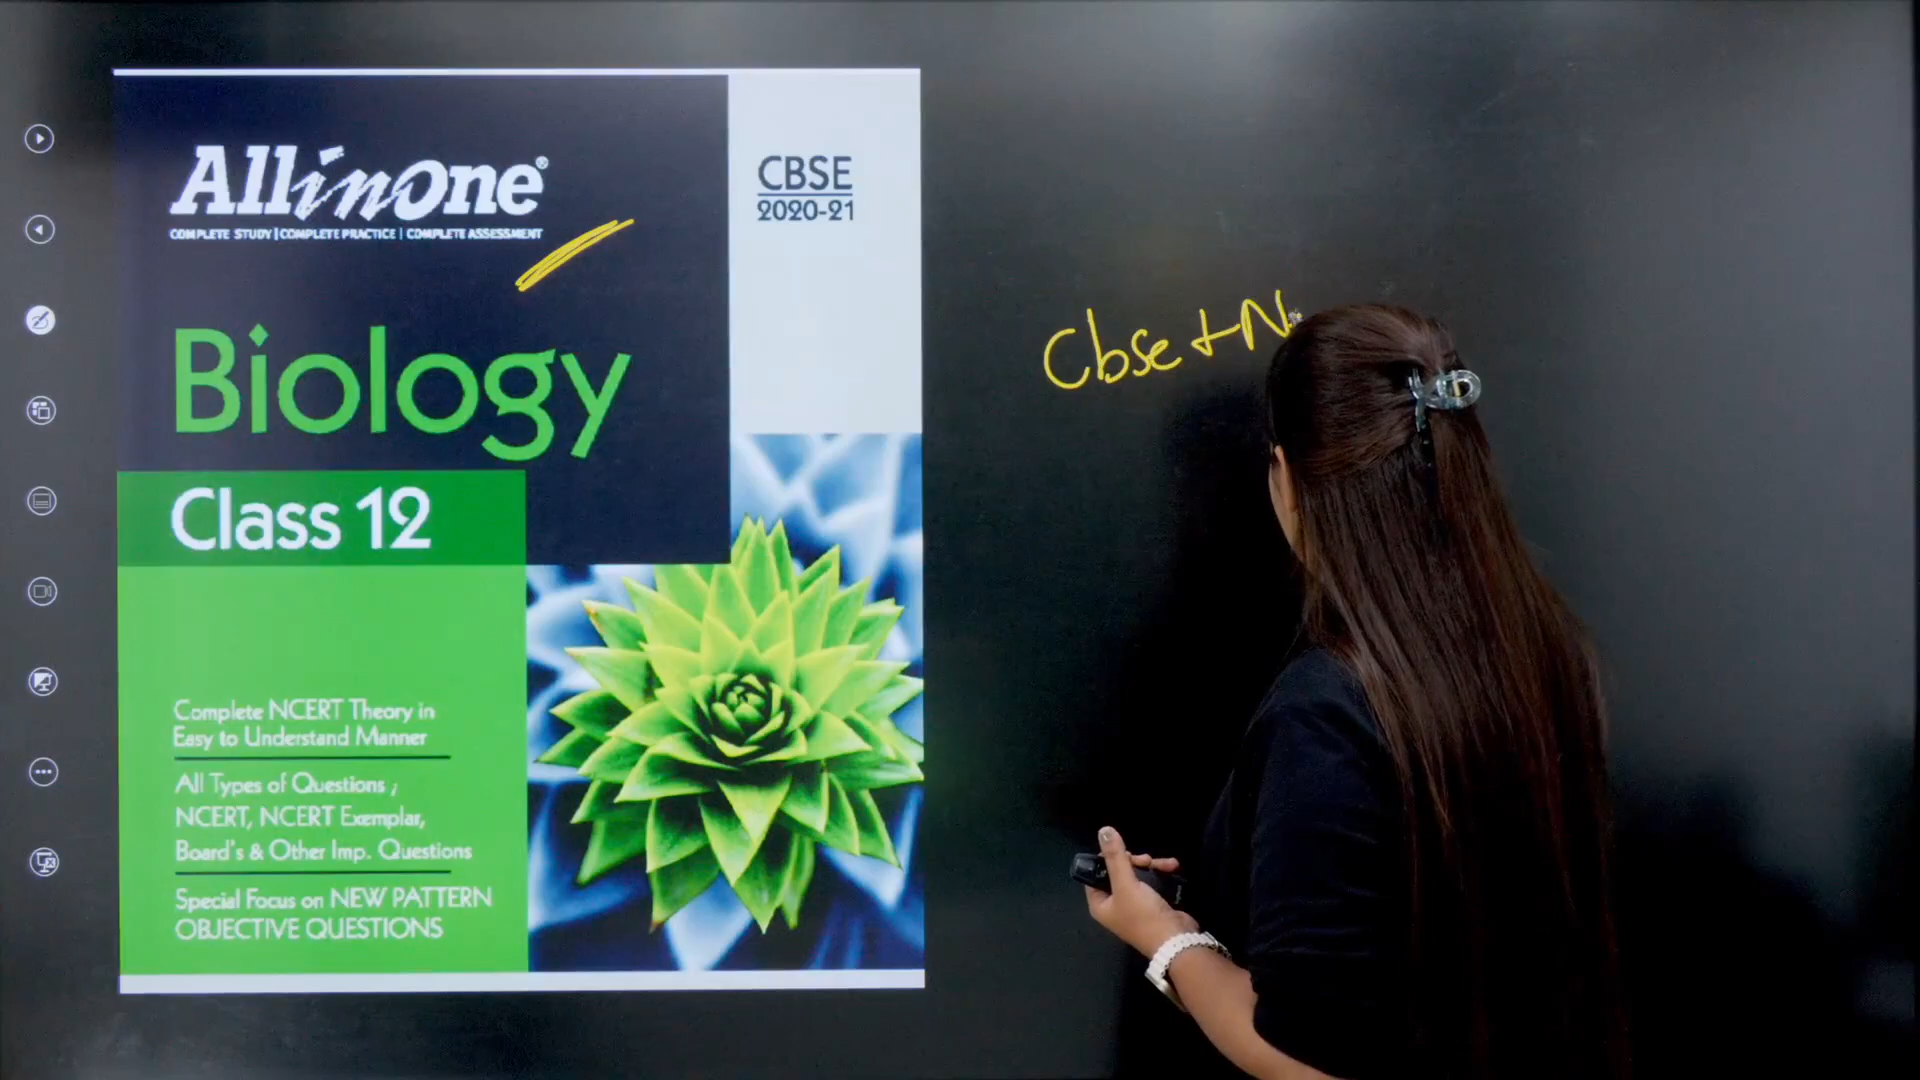 All in One®
COMPLETE STUDY | COMPLETE PRACTICE | COMPLETE ASSESSMENT
CBSE
2020-21
Biology
Class 12
Complete NCERT Theory in
Easy to Understand Manner
All Types of Questions ;
NCERT, NCERT Exemplar,
Board's & Other Imp. Questions
Special Focus on NEW PATTERN
OBJECTIVE QUESTIONS
Cbse + N